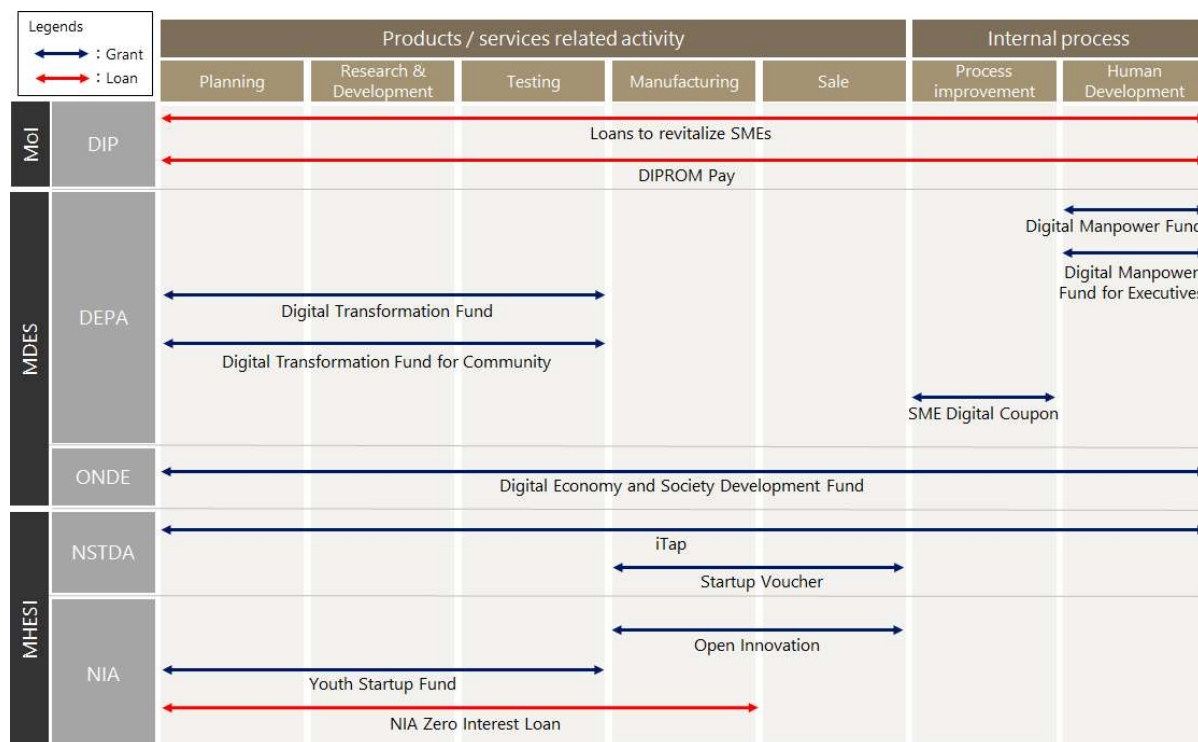 Legends
: Grant
: Loan
Products / services related activity
Internal process
Planning
Research &
Development
Testing
Manufacturing
Sale
Process
improvement
Human
Development
MoI
DIP
Loans to revitalize SMEs
DIPROM Pay
MDES
DEPA
Digital Manpower Fund
Digital Manpower
Fund for Executives
Digital Transformation Fund
Digital Transformation Fund for Community
SME Digital Coupon
ONDE
Digital Economy and Society Development Fund
MHESI
NSTDA
iTap
Startup Voucher
NIA
Open Innovation
Youth Startup Fund
NIA Zero Interest Loan